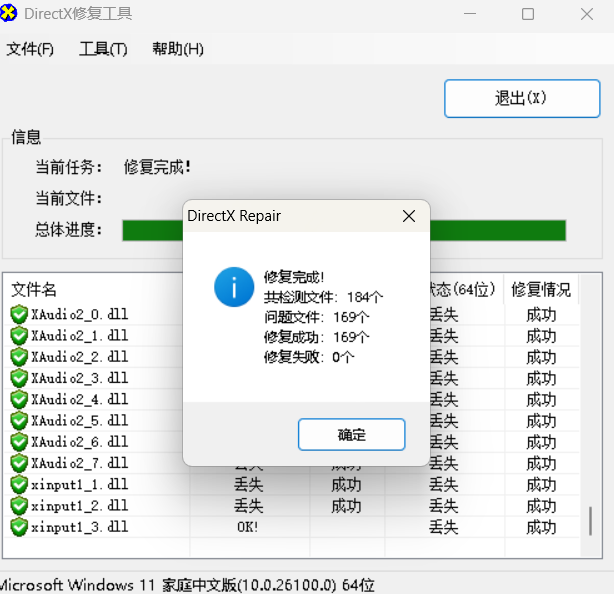 DirectX修复工具
文件(F) 工具(T) 帮助(H)
退出(X)
信息
当前任务: 修复完成!
当前文件:
总体进度:
DirectX Repair
修复完成!
共检测文件: 184个
问题文件: 169个
修复成功: 169个
修复失败: 0个
确定
文件名 状态(64位) 修复情况
XAudio2_0.dll 丢失 成功
XAudio2_1.dll 丢失 成功
XAudio2_2.dll 丢失 成功
XAudio2_3.dll 丢失 成功
XAudio2_4.dll 丢失 成功
XAudio2_5.dll 丢失 成功
XAudio2_6.dll 丢失 成功
XAudio2_7.dll 丢失 成功 丢失 成功
xinput1_1.dll 丢失 成功 丢失 成功
xinput1_2.dll 丢失 成功 丢失 成功
xinput1_3.dll OK! 丢失 成功
Microsoft Windows 11 家庭中文版(10.0.26100.0) 64位